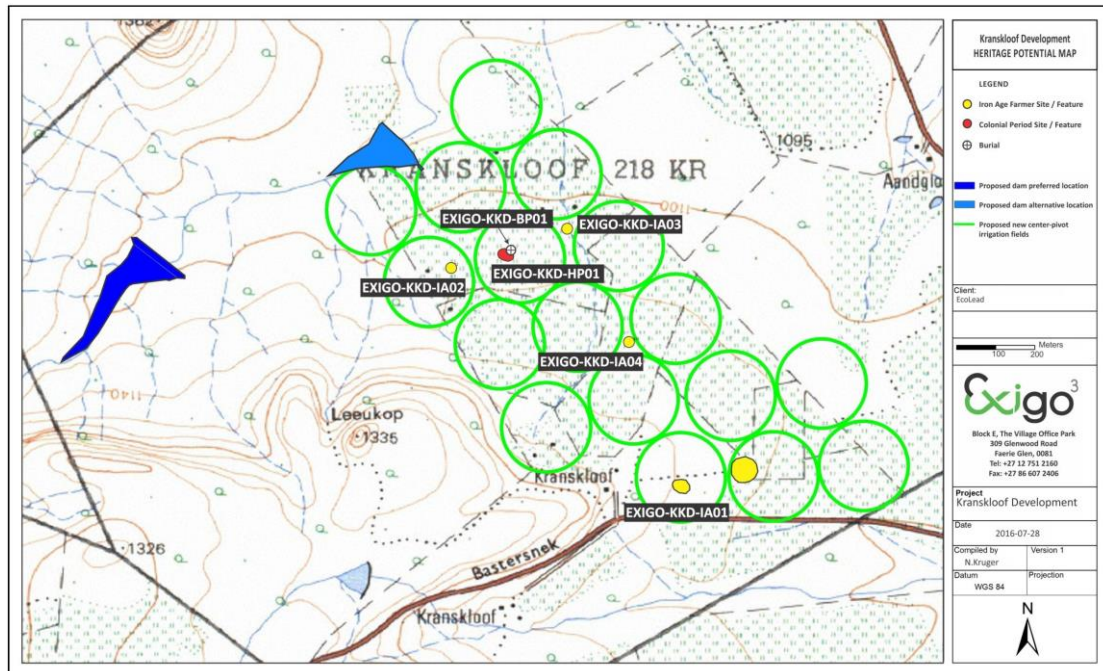 1382
KRANSKLOOF 218 KR
1095
Aandglo
1100
EXIGO-KKD-BP01
EXIGO-KKD-IA03
EXIGO-KKD-IA02
EXIGO-KKD-HP01
EXIGO-KKD-IA04
1140
Leeukop
1335
Kranskloof
EXIGO-KKD-IA01
1326
Bastersnek
Kranskloof
Kranskloof Development
HERITAGE POTENTIAL MAP
LEGEND
Iron Age Farmer Site / Feature
Colonial Period Site / Feature
Burial
Proposed dam preferred location
Proposed dam alternative location
Proposed new center-pivot
irrigation fields
Client:
EcoLead
Meters
100 200
Exigo3
Block E, The Village Office Park
309 Glenwood Road
Faerie Glen, 0081
Tel: +27 12 751 2160
Fax: +27 86 607 2406
Project
Kranskloof Development
Date
2016-07-28
Compiled by
N.Kruger
Version 1
Datum
WGS 84
Projection
N